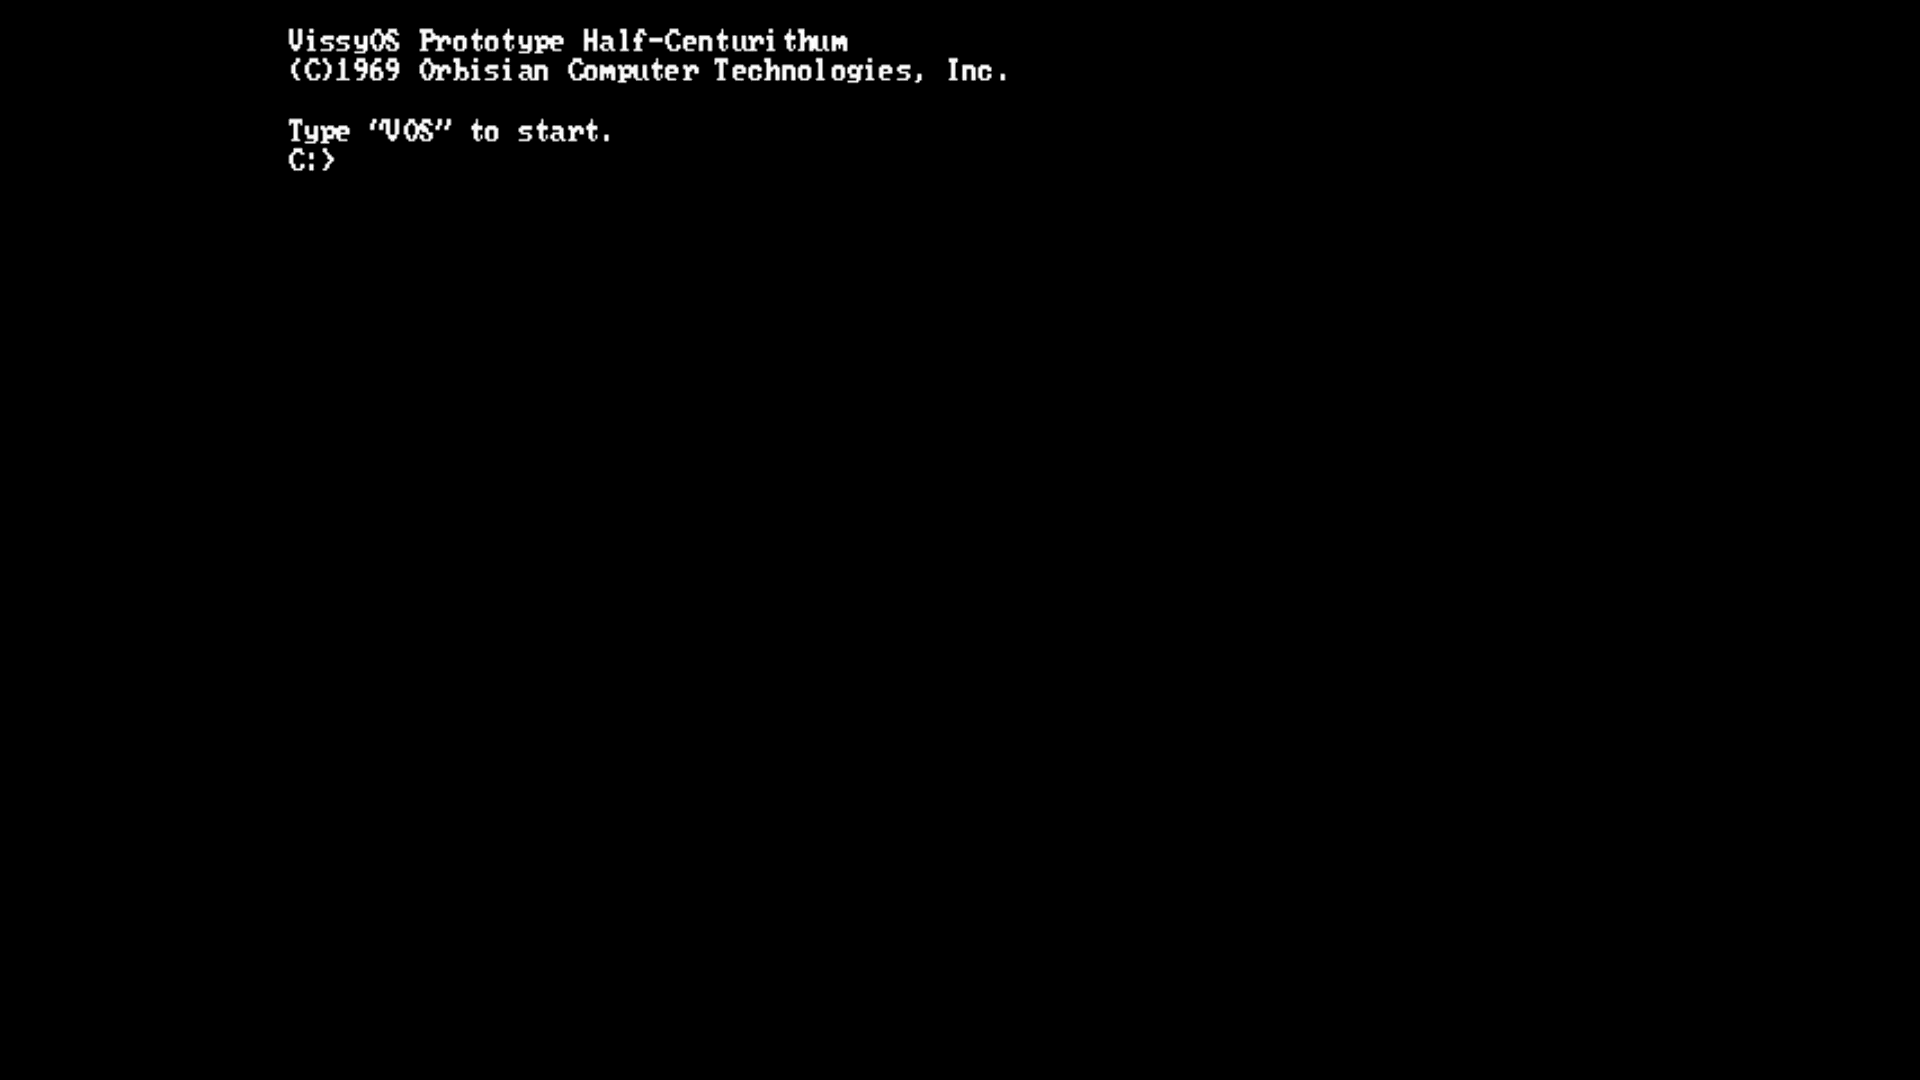 VissyOS Prototype Half-Centurithum
(C)1969 Orbisian Computer Technologies, Inc.
Type “VOS” to start.
C:>